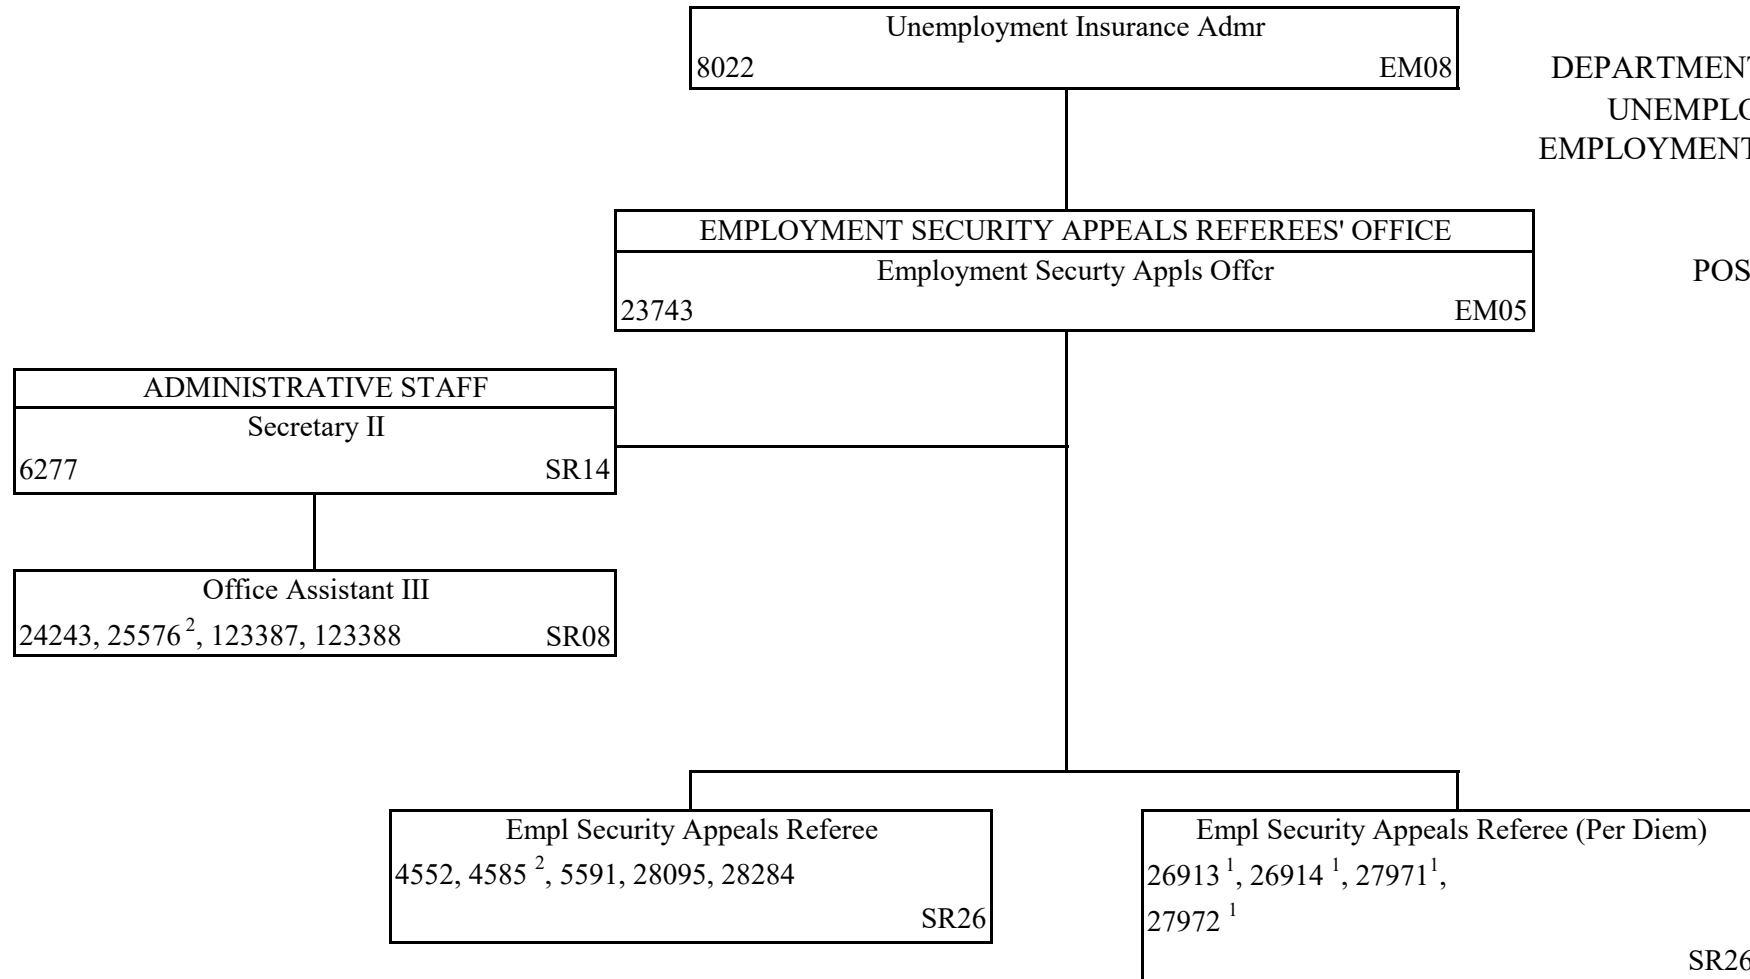 Unemployment Insurance Admr
8022 EM08
DEPARTMENT
UNEMPLO
EMPLOYMENT
EMPLOYMENT SECURITY APPEALS REFEREES' OFFICE
Employment Securty Appls Offcr
23743 EM05
POS
ADMINISTRATIVE STAFF
Secretary II
6277 SR14
Office Assistant III
24243, 25576 ², 123387, 123388 SR08
Empl Security Appeals Referee
4552, 4585 ², 5591, 28095, 28284
SR26
Empl Security Appeals Referee (Per Diem)
26913 ¹, 26914 ¹, 27971¹,
27972 ¹
SR26